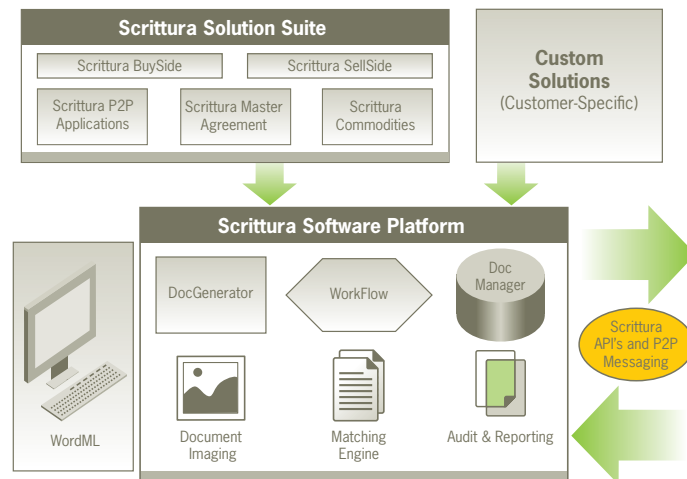 Scrittura Solution Suite
Scrittura BuySide
Scrittura SellSide
Scrittura P2P
Applications
Scrittura Master
Agreement
Scrittura
Commodities
Custom
Solutions
(Customer-Specific)
Scrittura Software Platform
DocGenerator
WorkFlow
Doc
Manager
Scrittura
API's and P2P
Messaging
WordML
Document
Imaging
Matching
Engine
Audit & Reporting